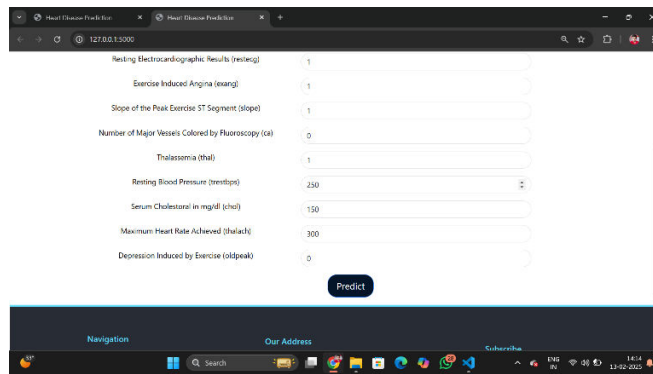 Heart Disease Prediction
Heart Disease Prediction
127.0.0.1:5000
Resting Electrocardiographic Results (restecg) 1
Exercise Induced Angina (exang) 1
Slope of the Peak Exercise ST Segment (slope) 1
Number of Major Vessels Colored by Fluoroscopy (ca) 0
Thalassemia (thal) 1
Resting Blood Pressure (trestbps) 250
Serum Cholestoral in mg/dl (chol) 150
Maximum Heart Rate Achieved (thalach) 300
Depression Induced by Exercise (oldpeak) 0
Predict
Navigation
Our Address
Subscribe
Search
ENG
IN
14:14
13-02-2025